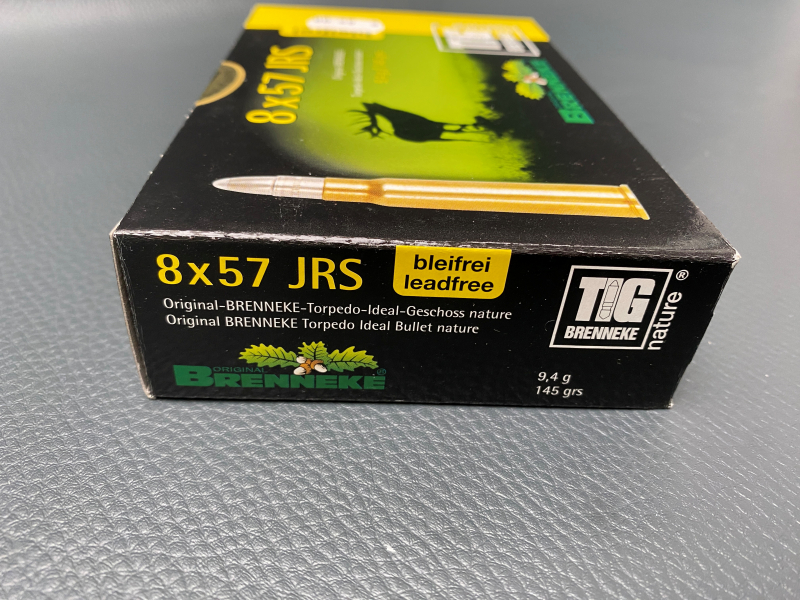 8x57 JRS
BRENNEKE
8x57 JRS
bleifrei
leadfree
Original-BRENNEKE-Torpedo-Ideal-Geschoss nature
Original BRENNEKE Torpedo Ideal Bullet nature
TIG
BRENNEKE
nature®
ORIGINAL
BRENNEKE®
9,4 g
145 grs